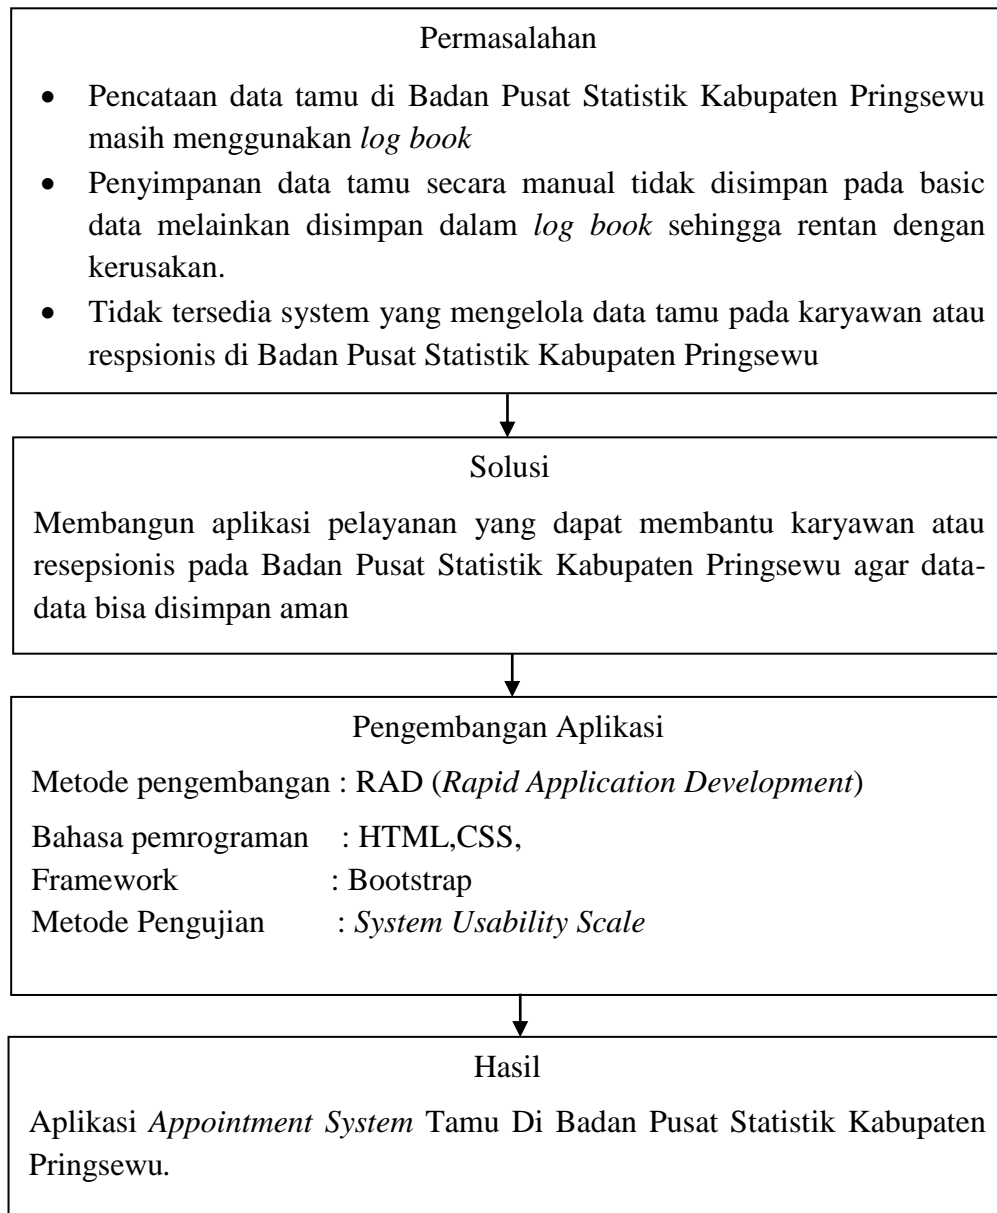 Permasalahan
• Pencataan data tamu di Badan Pusat Statistik Kabupaten Pringsewu
masih menggunakan log book
• Penyimpanan data tamu secara manual tidak disimpan pada basic
data melainkan disimpan dalam log book sehingga rentan dengan
kerusakan.
• Tidak tersedia system yang mengelola data tamu pada karyawan atau
respsionis di Badan Pusat Statistik Kabupaten Pringsewu
Solusi
Membangun aplikasi pelayanan yang dapat membantu karyawan atau
resepsionis pada Badan Pusat Statistik Kabupaten Pringsewu agar data-
data bisa disimpan aman
Pengembangan Aplikasi
Metode pengembangan : RAD (Rapid Application Development)
Bahasa pemrograman : HTML,CSS,
Framework : Bootstrap
Metode Pengujian : System Usability Scale
Hasil
Aplikasi Appointment System Tamu Di Badan Pusat Statistik Kabupaten
Pringsewu.